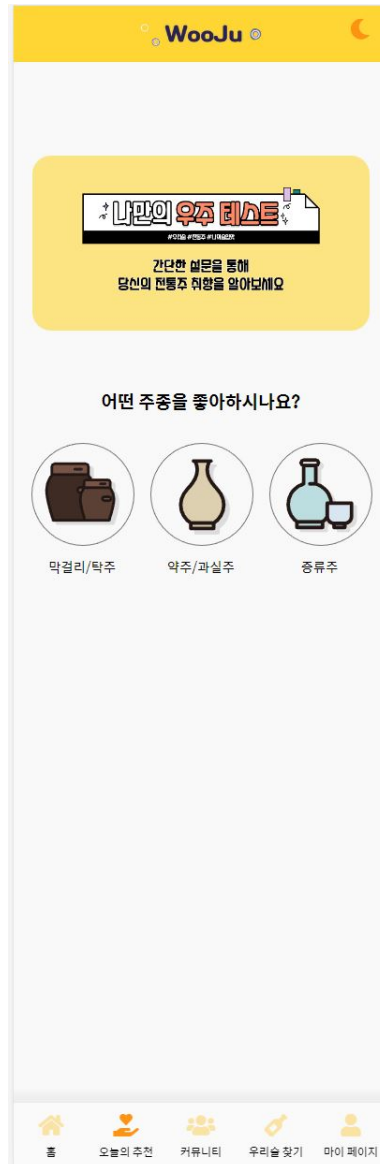 WooJu
나만의 우주 테스트
간단한 설문을 통해
당신의 전통주 취향을 알아보세요
어떤 주종을 좋아하시나요?
막걸리/탁주
약주/과실주
증류주
홈
오늘의 추천
커뮤니티
우리술 찾기
마이 페이지